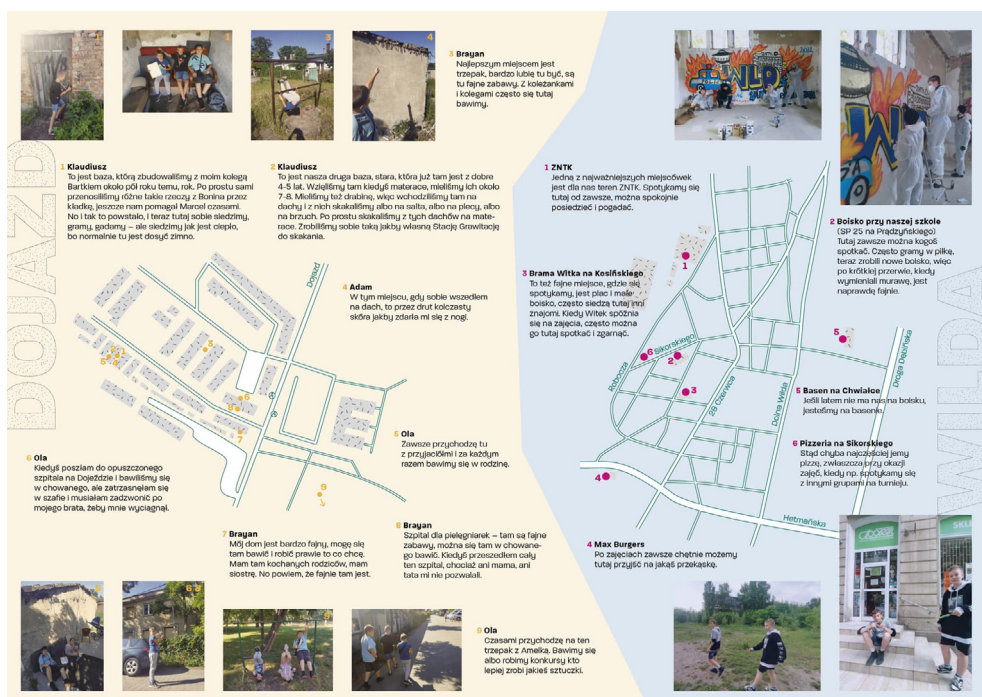 3 Brayan
Najlepszym miejscem jest
trzepak, bardzo lubię tu być, są
tu fajne zabawy. Z koleżankami
i kolegami często się tutaj
bawimy.
1 Klaudiusz
To jest baza, którą zbudowaliśmy z moim kolegą
Bartkiem około pół roku temu, rok. Po prostu sami
przenosiliśmy różne takie rzeczy z Bonina przez
kładkę, jeszcze nam pomagał Marcel czasami.
No i tak to powstało, i teraz tutaj sobie siedzimy,
gramy, gadamy – ale siedzimy jak jest ciepło,
bo normalnie tu jest dosyć zimno.
2 Klaudiusz
To jest nasza druga baza, stara, która już tam jest z dobre
4-5 lat. Wzięliśmy tam kiedyś materace, mieliśmy ich około
7-8. Mieliśmy też drabinę, więc wchodziliśmy tam na
dachy i z nich skakaliśmy albo na salta, albo na plecy, albo
na brzuch. Po prostu skakaliśmy z tych dachów na mate-
race. Zrobiliśmy sobie taką jakby własną Stację Grawitację
do skakania.
DOJAZD
Dojazd
4 Adam
W tym miejscu, gdy sobie wszedłem
na dach, to przez drut kolczasty
skóra jakby zdarła mi się z nogi.
5 Ola
Zawsze przychodzę tu
z przyjaciółmi i za każdym
razem bawimy się w rodzinę.
6 Ola
Kiedyś poszłam do opuszczonego
szpitala na Dojeździe i bawiliśmy się
w chowanego, ale zatrzasnęłam się
w szafie i musiałam zadzwonić po
mojego brata, żeby mnie wyciągnął.
7 Brayan
Mój dom jest bardzo fajny, mogę się
tam bawić i robić prawie to co chcę.
Mam tam kochanych rodziców, mam
siostrę. No powiem, że fajnie tam jest.
8 Brayan
Szpital dla pielęgniarek – tam są fajne
zabawy, można się tam w chowane-
go bawić. Kiedyś przeszedłem cały
ten szpital, chociaż ani mama, ani
tata mi nie pozwalali.
9 Ola
Czasami przychodzę na ten
trzepak z Amelką. Bawimy się
albo robimy konkursy kto
lepiej zrobi jakieś sztuczki.
1 ZNTK
Jedną z najważniejszych miejscówek
jest dla nas teren ZNTK. Spotykamy się
tutaj od zawsze, można spokojnie
posiedzieć i pogadać.
2 Boisko przy naszej szkole
(SP 25 na Prądzyńskiego)
Tutaj zawsze można kogoś
spotkać. Często gramy w piłkę,
teraz zrobili nowe boisko, więc
po krótkiej przerwie, kiedy
wymieniali murawę, jest
naprawdę fajnie.
3 Brama Witka na Kosińskiego
To też fajne miejsce, gdzie się
spotykamy, jest plac i małe
boisko, często siedzą tutaj inni
znajomi. Kiedy Witek spóźnia
się na zajęcia, często można
go tutaj spotkać i zgarnąć.
WILDA
Sikorskiego
Robocza
28 Czerwca
Dolna Wilda
Droga Dębińska
Hetmańska
5 Basen na Chwiałce
Jeśli latem nie ma nas na boisku,
jesteśmy na basenie.
6 Pizzeria na Sikorskiego
Stąd chyba najczęściej jemy
pizzę, zwłaszcza przy okazji
zajęć, kiedy np. spotykamy się
z innymi grupami na turnieju.
4 Max Burgers
Po zajęciach zawsze chętnie możemy
tutaj przyjść na jakąś przekąskę.
WLD